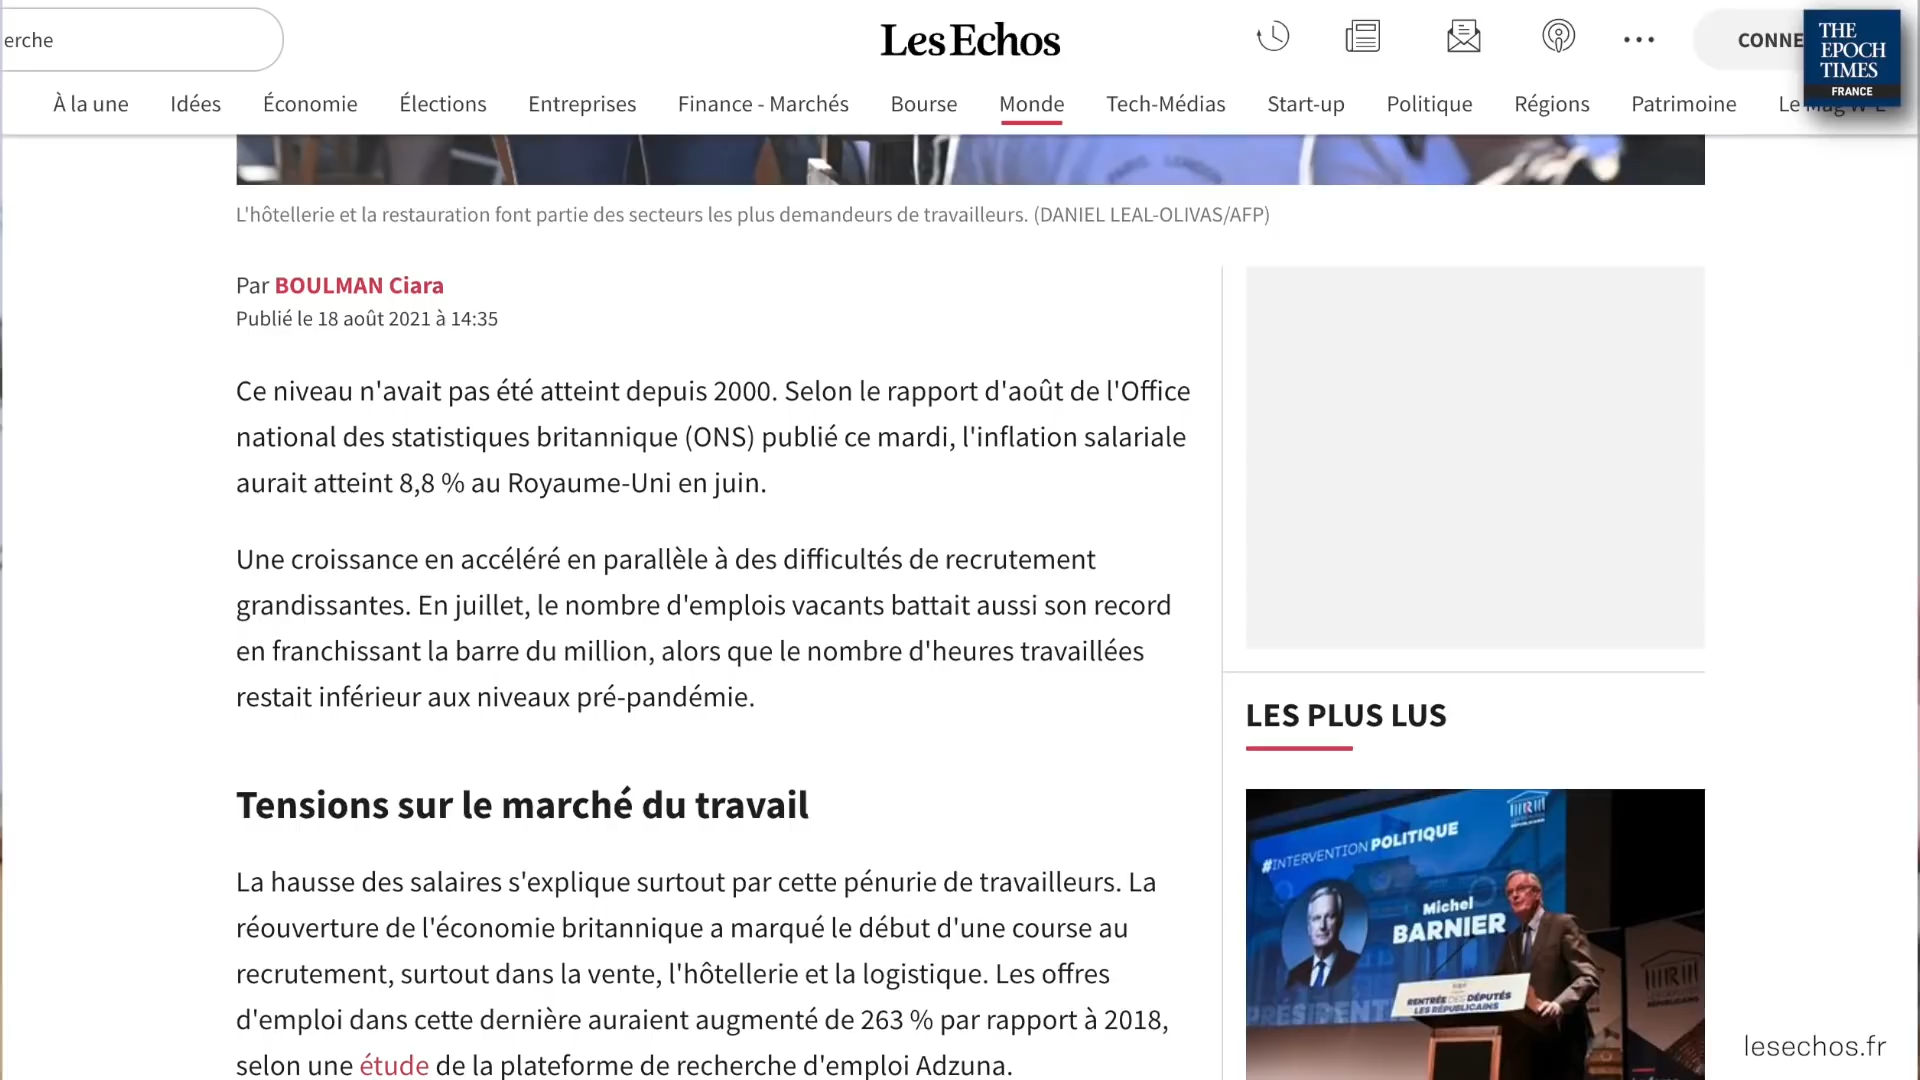 erche
Les Echos
CONNE
THE
EPOCH
TIMES
FRANCE
À la une
Idées
Économie
Élections
Entreprises
Finance - Marchés
Bourse
Monde
Tech-Médias
Start-up
Politique
Régions
Patrimoine
Le Mag W-E
L'hôtellerie et la restauration font partie des secteurs les plus demandeurs de travailleurs. (DANIEL LEAL-OLIVAS/AFP)
Par BOULMAN Ciara
Publié le 18 août 2021 à 14:35
Ce niveau n'avait pas été atteint depuis 2000. Selon le rapport d'août de l'Office
national des statistiques britannique (ONS) publié ce mardi, l'inflation salariale
aurait atteint 8,8 % au Royaume-Uni en juin.
Une croissance en accéléré en parallèle à des difficultés de recrutement
grandissantes. En juillet, le nombre d'emplois vacants battait aussi son record
en franchissant la barre du million, alors que le nombre d'heures travaillées
restait inférieur aux niveaux pré-pandémie.
Tensions sur le marché du travail
La hausse des salaires s'explique surtout par cette pénurie de travailleurs. La
réouverture de l'économie britannique a marqué le début d'une course au
recrutement, surtout dans la vente, l'hôtellerie et la logistique. Les offres
d'emploi dans cette dernière auraient augmenté de 263 % par rapport à 2018,
selon une étude de la plateforme de recherche d'emploi Adzuna.
LES PLUS LUS
#INTERVENTION POLITIQUE
Michel
BARNIER
RENTRÉE DES DÉPUTÉS
LES RÉPUBLICAINS
PRÉSIDENT
lesechos.fr